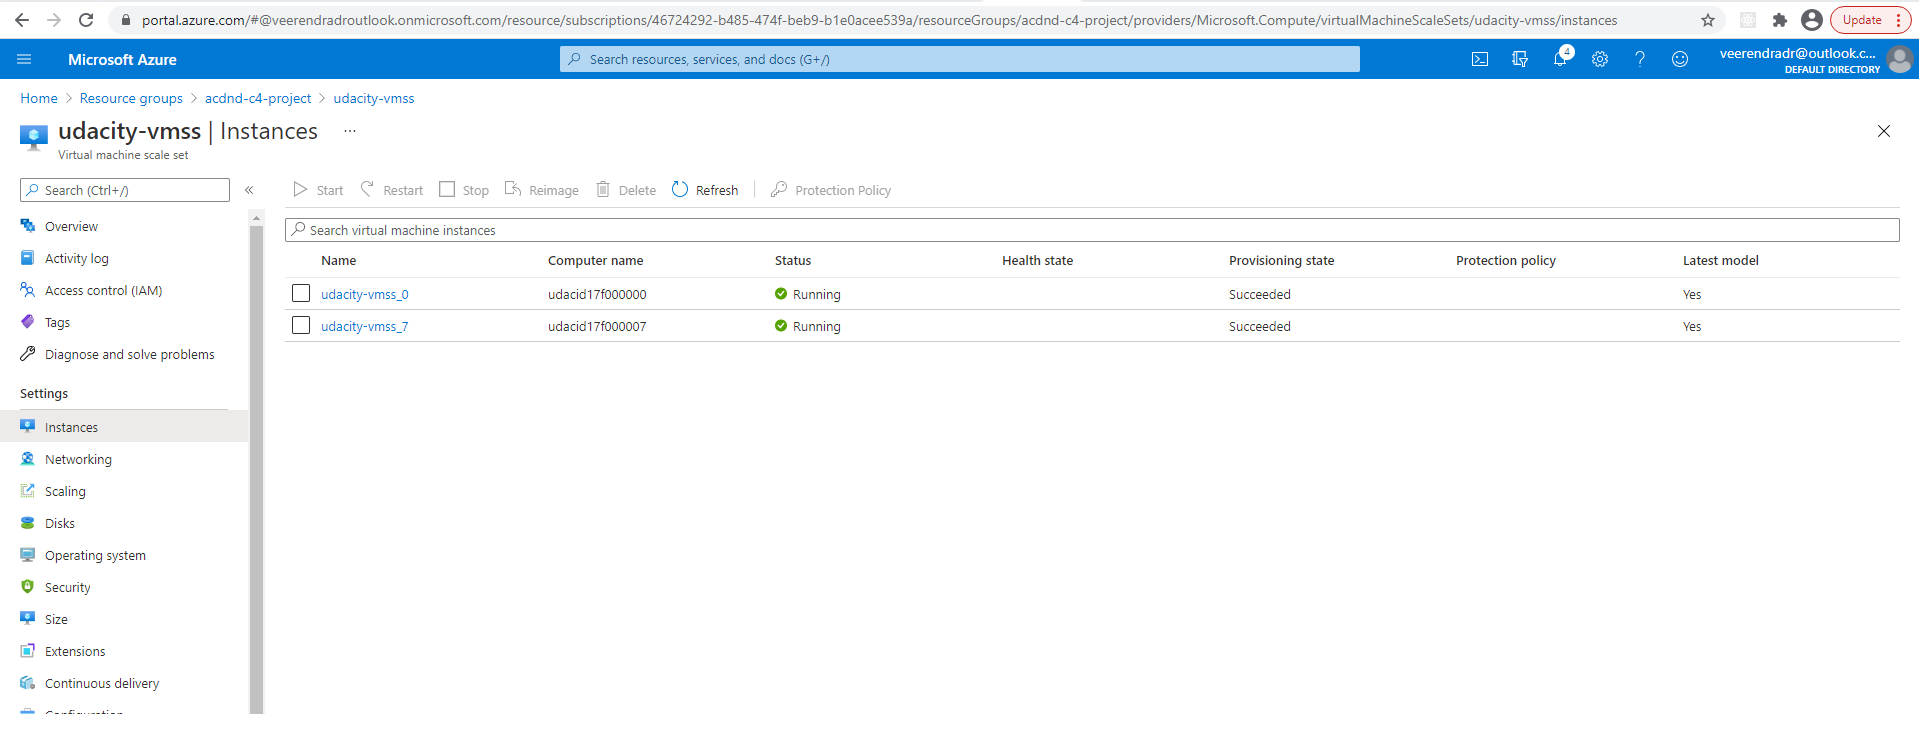 portal.azure.com/#@veerendradroutlook.onmicrosoft.com/resource/subscriptions/46724292-b485-474f-beb9-b1e0acee539a/resourceGroups/acdnd-c4-project/providers/Microsoft.Compute/virtualMachineScaleSets/udacity-vmss/instances
Update
Microsoft Azure
Search resources, services, and docs (G+/)
4
veerendradr@outlook.c...
DEFAULT DIRECTORY
Home > Resource groups > acdnd-c4-project > udacity-vmss
udacity-vmss | Instances ...
Virtual machine scale set
Search (Ctrl+/)
«
Start Restart Stop Reimage Delete Refresh Protection Policy
Overview
Activity log
Access control (IAM)
Tags
Diagnose and solve problems
Settings
Instances
Networking
Scaling
Disks
Operating system
Security
Size
Extensions
Continuous delivery
Configuration
Search virtual machine instances
Name Computer name Status Health state Provisioning state Protection policy Latest model
udacity-vmss_0 udacid17f000000 Running Succeeded Yes
udacity-vmss_7 udacid17f000007 Running Succeeded Yes